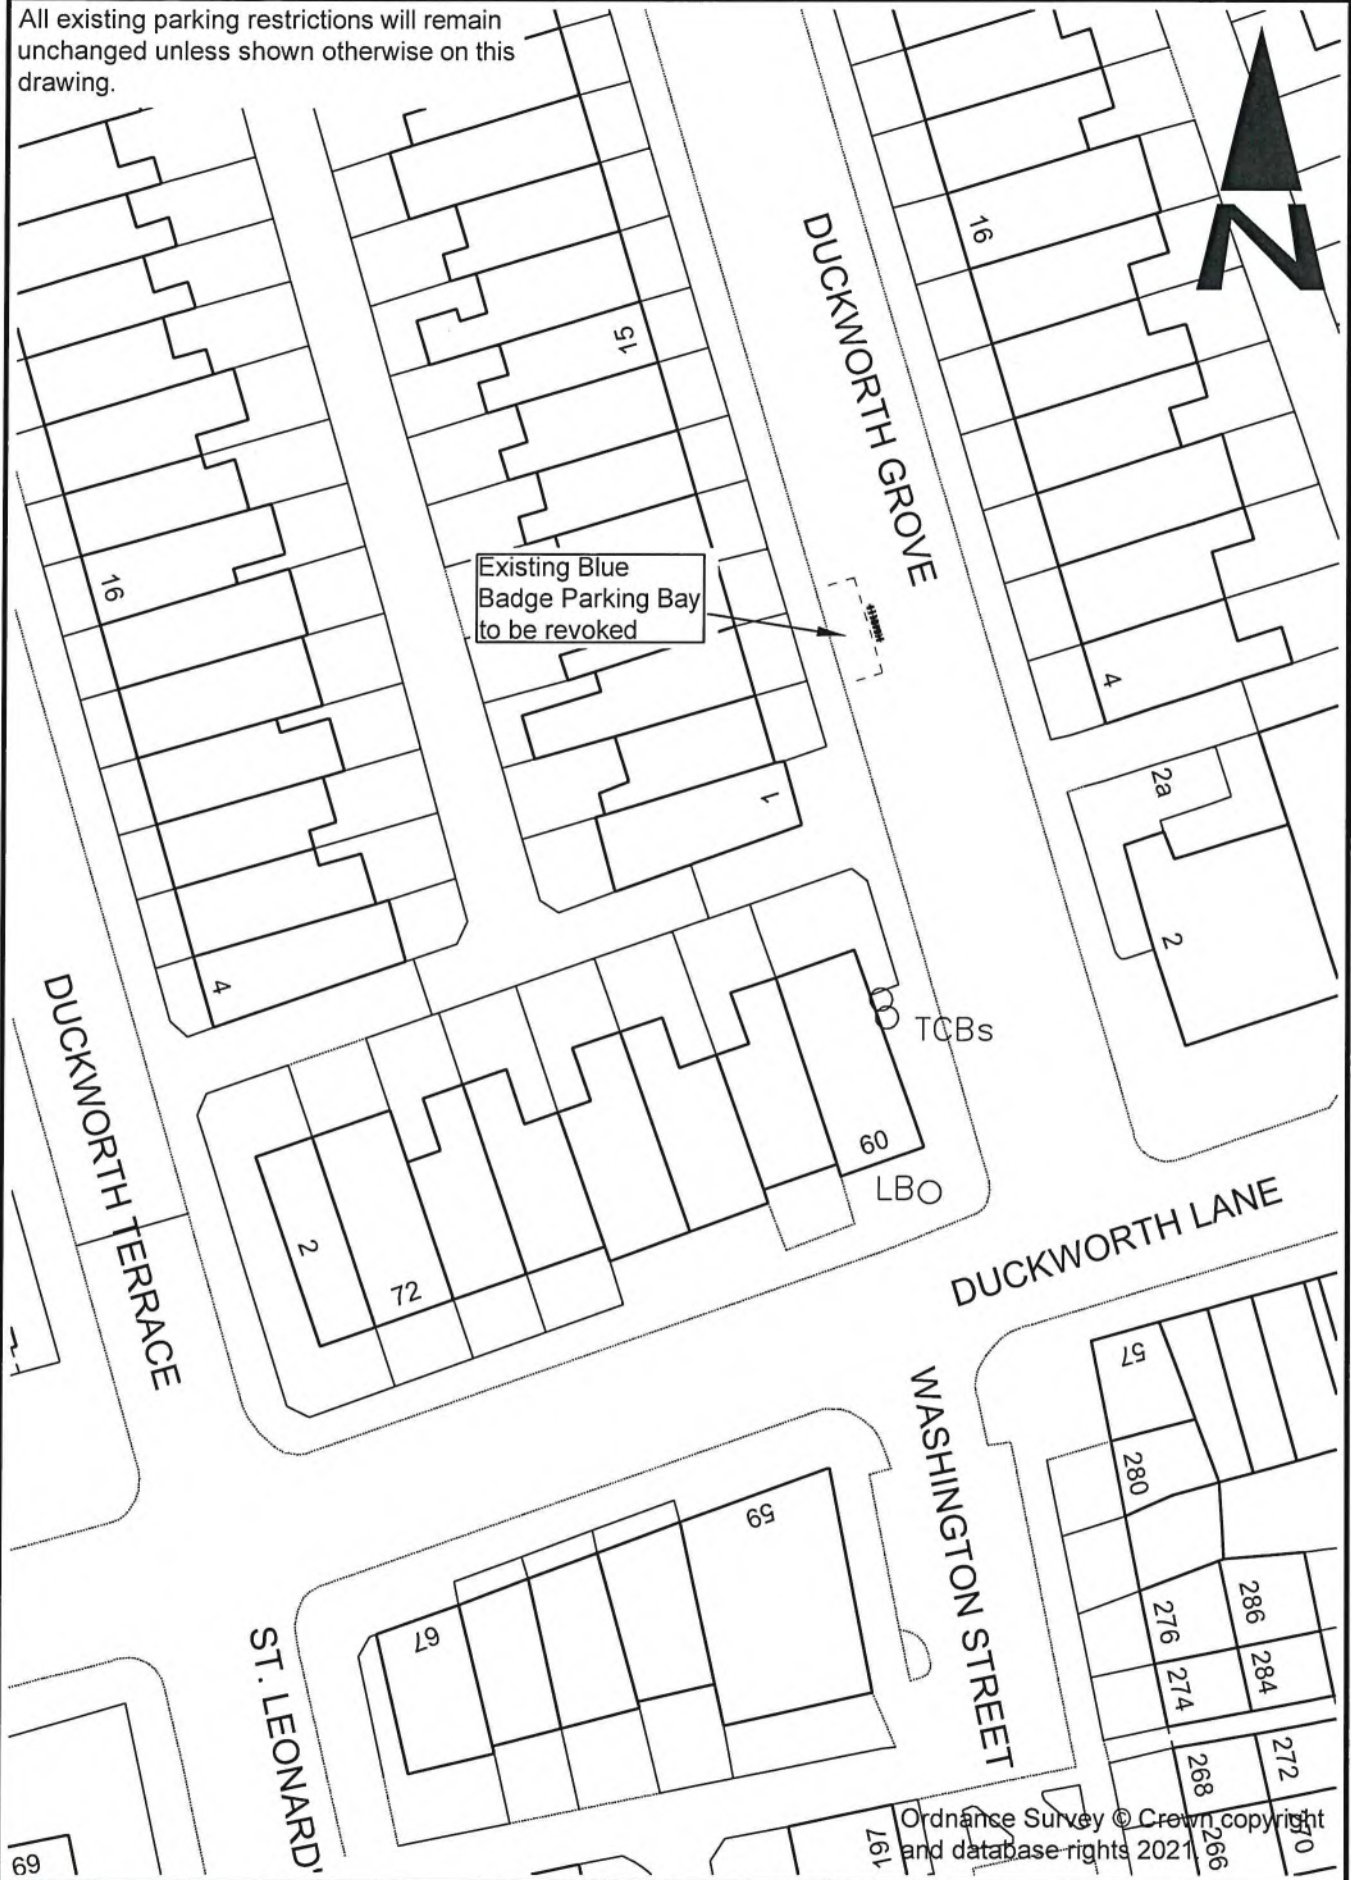 All existing parking restrictions will remain
unchanged unless shown otherwise on this
drawing.
N
16
DUCKWORTH GROVE
15
Existing Blue
Badge Parking Bay
to be revoked
16
4
2a
1
2
4
DUCKWORTH TERRACE
TCBs
60
LB
2
72
DUCKWORTH LANE
57
WASHINGTON STREET
280
59
67
276
286
274
284
ST. LEONARD'
268
272
266
270
197
69
Ordnance Survey © Crown copyright
and database rights 2021.